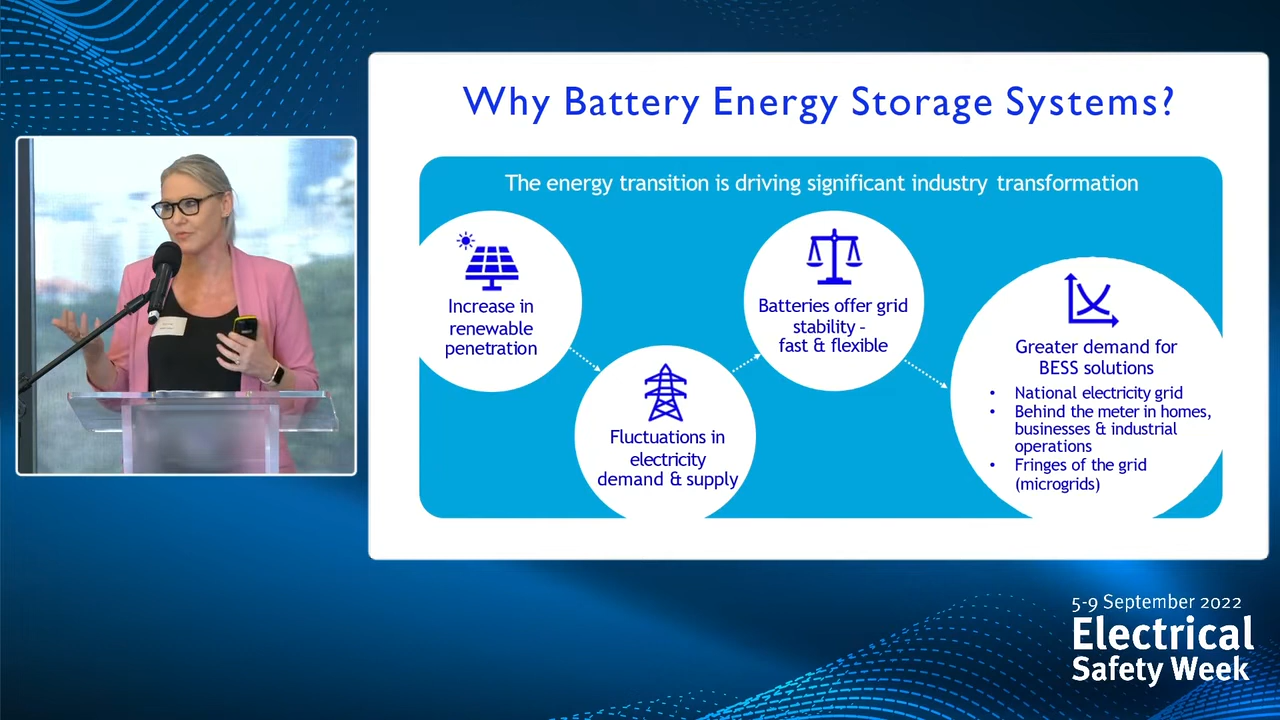 Why Battery Energy Storage Systems?
The energy transition is driving significant industry transformation
Increase in
renewable
penetration
Fluctuations in
electricity
demand & supply
Batteries offer grid
stability -
fast & flexible
Greater demand for
BESS solutions
• National electricity grid
• Behind the meter in homes,
businesses & industrial
operations
• Fringes of the grid
(microgrids)
5-9 September 2022
Electrical
Safety Week